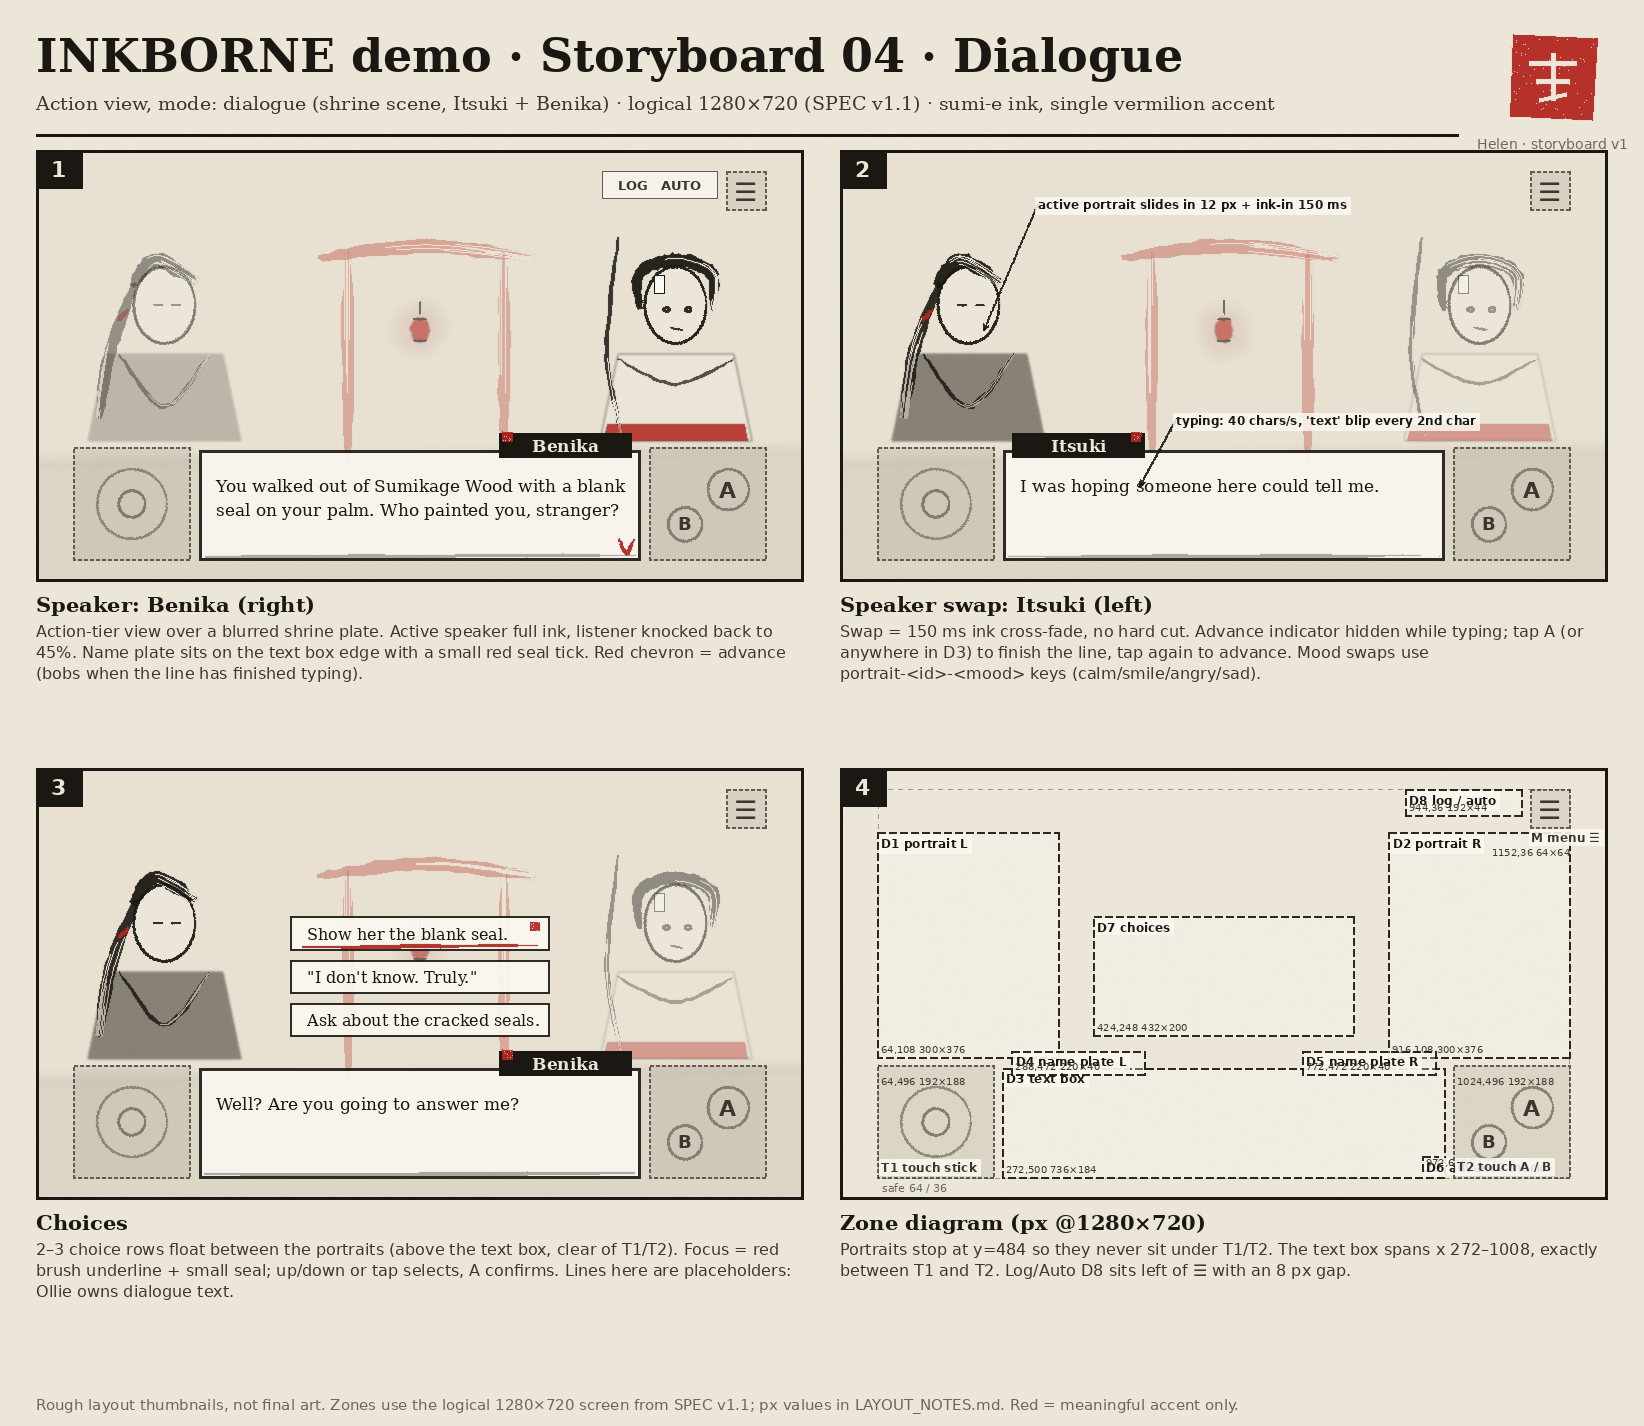 INKBORNE demo · Storyboard 04 · Dialogue
Action view, mode: dialogue (shrine scene, Itsuki + Benika) · logical 1280×720 (SPEC v1.1) · sumi-e ink, single vermilion accent
Helen · storyboard v1
1
LOG AUTO
☰
Benika
You walked out of Sumikage Wood with a blank
seal on your palm. Who painted you, stranger?
A
B
Speaker: Benika (right)
Action-tier view over a blurred shrine plate. Active speaker full ink, listener knocked back to
45%. Name plate sits on the text box edge with a small red seal tick. Red chevron = advance
(bobs when the line has finished typing).
2
☰
active portrait slides in 12 px + ink-in 150 ms
typing: 40 chars/s, 'text' blip every 2nd char
Itsuki
I was hoping someone here could tell me.
A
B
Speaker swap: Itsuki (left)
Swap = 150 ms ink cross-fade, no hard cut. Advance indicator hidden while typing; tap A (or
anywhere in D3) to finish the line, tap again to advance. Mood swaps use
portrait-<id>-<mood> keys (calm/smile/angry/sad).
3
☰
Show her the blank seal.
"I don't know. Truly."
Ask about the cracked seals.
Benika
Well? Are you going to answer me?
A
B
Choices
2–3 choice rows float between the portraits (above the text box, clear of T1/T2). Focus = red
brush underline + small seal; up/down or tap selects, A confirms. Lines here are placeholders:
Ollie owns dialogue text.
4
D8 log / auto
944,36 192×44
☰
M menu ☰
1152,36 64×64
D1 portrait L
64,108 300×376
D2 portrait R
916,108 300×376
D7 choices
424,248 432×200
D4 name plate L
D5 name plate R
D3 text box
272,500 736×184
64,496 192×188
T1 touch stick
1024,496 192×188
A
B
D6
T2 touch A / B
safe 64 / 36
Zone diagram (px @1280×720)
Portraits stop at y=484 so they never sit under T1/T2. The text box spans x 272–1008, exactly
between T1 and T2. Log/Auto D8 sits left of ☰ with an 8 px gap.
Rough layout thumbnails, not final art. Zones use the logical 1280×720 screen from SPEC v1.1; px values in LAYOUT_NOTES.md. Red = meaningful accent only.